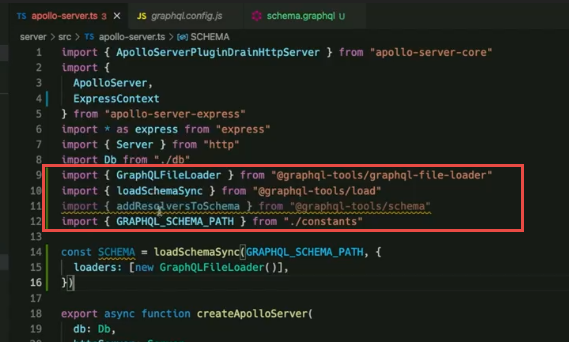 apollo-server.ts 3 × graphql.config.js schema.graphql U
server > src > apollo-server.ts > SCHEMA
1 import { ApolloServerPluginDrainHttpServer } from "apollo-server-core"
2 import {
3 ApolloServer,
4 ExpressContext
5 } from "apollo-server-express"
6 import * as express from "express"
7 import { Server } from "http"
8 import Db from "./db"
9 import { GraphQLFileLoader } from "@graphql-tools/graphql-file-loader"
10 import { loadSchemaSync } from "@graphql-tools/load"
11 import { addResolversToSchema } from "@graphql-tools/schema"
12 import { GRAPHQL_SCHEMA_PATH } from "./constants"
13
14 const SCHEMA = loadSchemaSync(GRAPHQL_SCHEMA_PATH, {
15 loaders: [new GraphQLFileLoader()],
16 })
17
18 export async function createApolloServer(
19 db: Db,